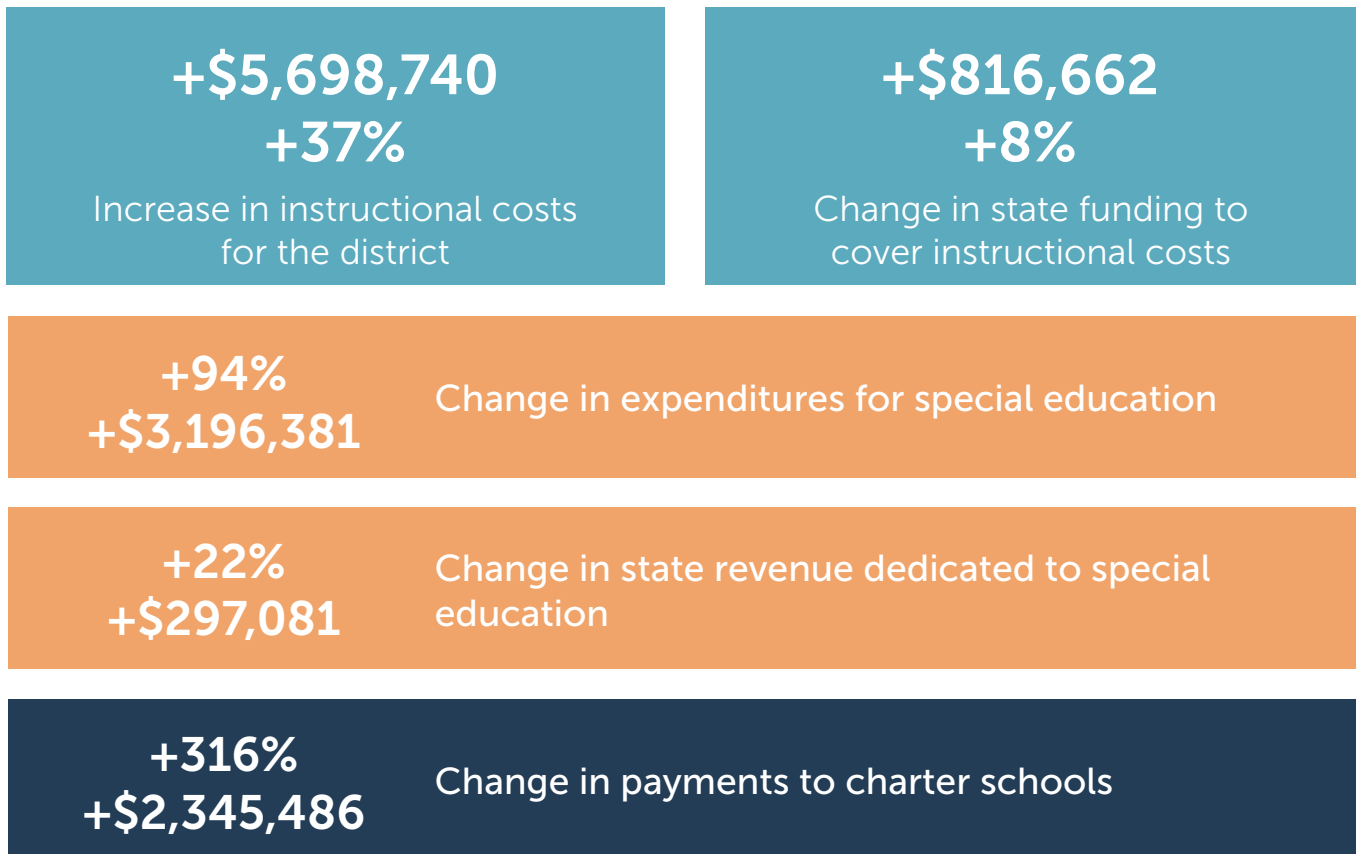 +$5,698,740
+37%
Increase in instructional costs
for the district
+$816,662
+8%
Change in state funding to
cover instructional costs
+94%
+$3,196,381
Change in expenditures for special education
+22%
+$297,081
Change in state revenue dedicated to special
education
+316%
+$2,345,486
Change in payments to charter schools